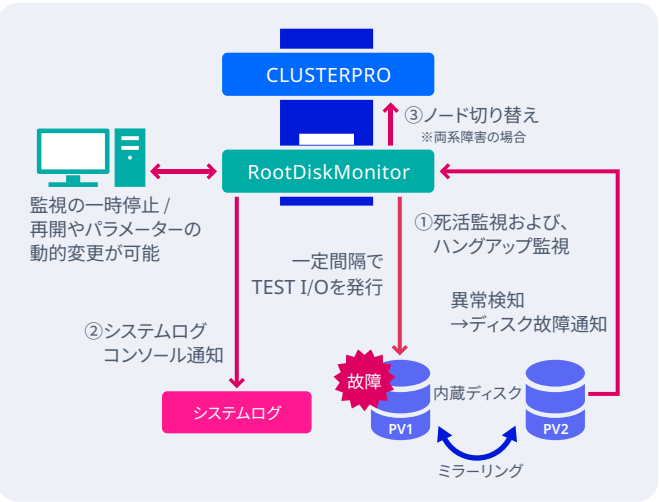 CLUSTERPRO
③ノード切り替え
※両系障害の場合
RootDiskMonitor
監視の一時停止 /
再開やパラメーターの
動的変更が可能
①死活監視および、
ハングアップ監視
一定間隔で
TEST I/Oを発行
異常検知
→ディスク故障通知
②システムログ
コンソール通知
故障
内蔵ディスク
システムログ
PV1
PV2
ミラーリング